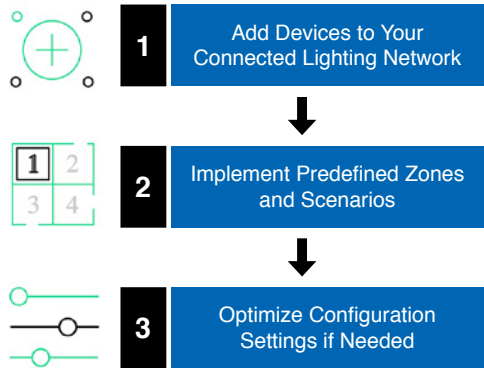 1
Add Devices to Your
Connected Lighting Network
1 2
3 4
2
Implement Predefined Zones
and Scenarios
3
Optimize Configuration
Settings if Needed